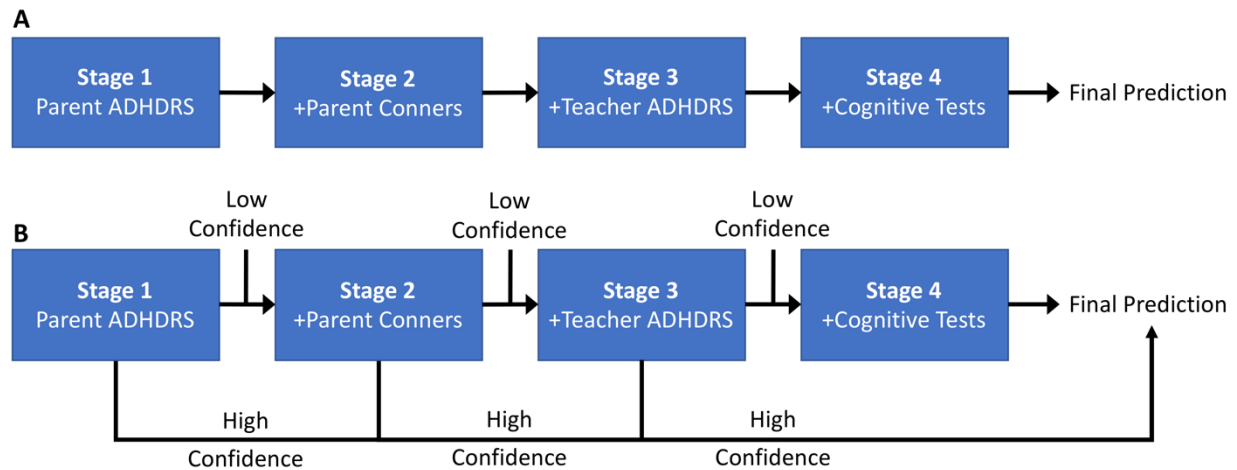 A
Stage 1
Parent ADHDRS
Stage 2
+Parent Conners
Stage 3
+Teacher ADHDRS
Stage 4
+Cognitive Tests
Final Prediction
Low
Confidence
Low
Confidence
Low
Confidence
B
Stage 1
Parent ADHDRS
Stage 2
+Parent Conners
Stage 3
+Teacher ADHDRS
Stage 4
+Cognitive Tests
Final Prediction
High
Confidence
High
Confidence
High
Confidence